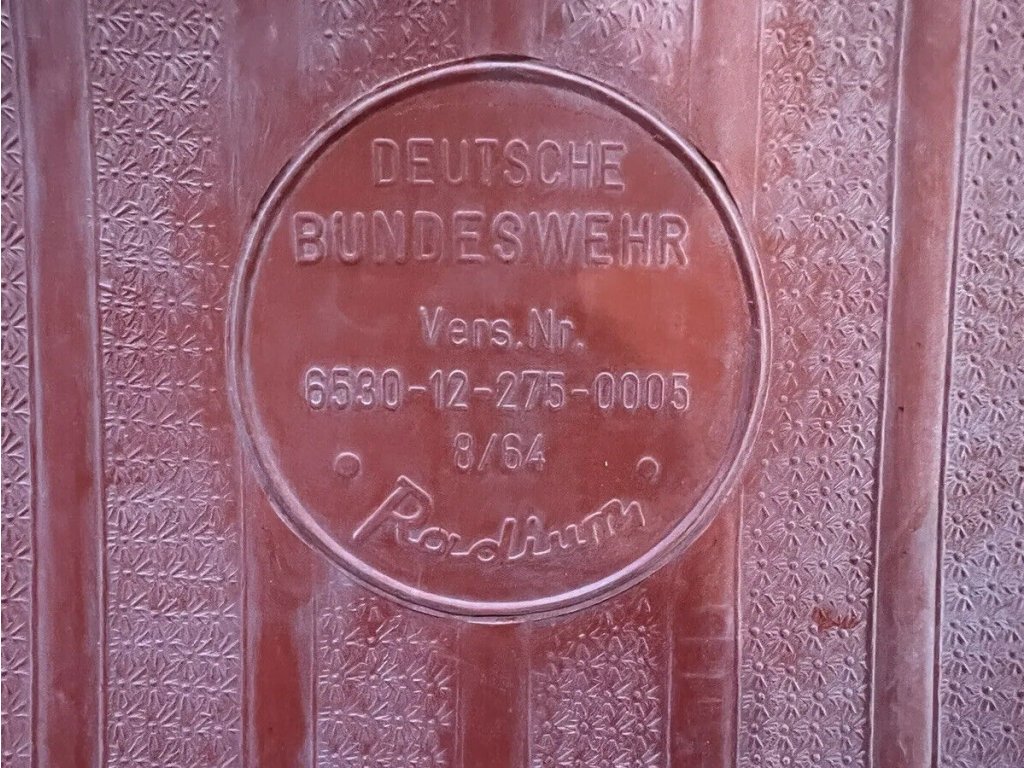 DEUTSCHE
BUNDESWEHR
Vers.Nr.
6530-12-275-0005
8/64
Radium